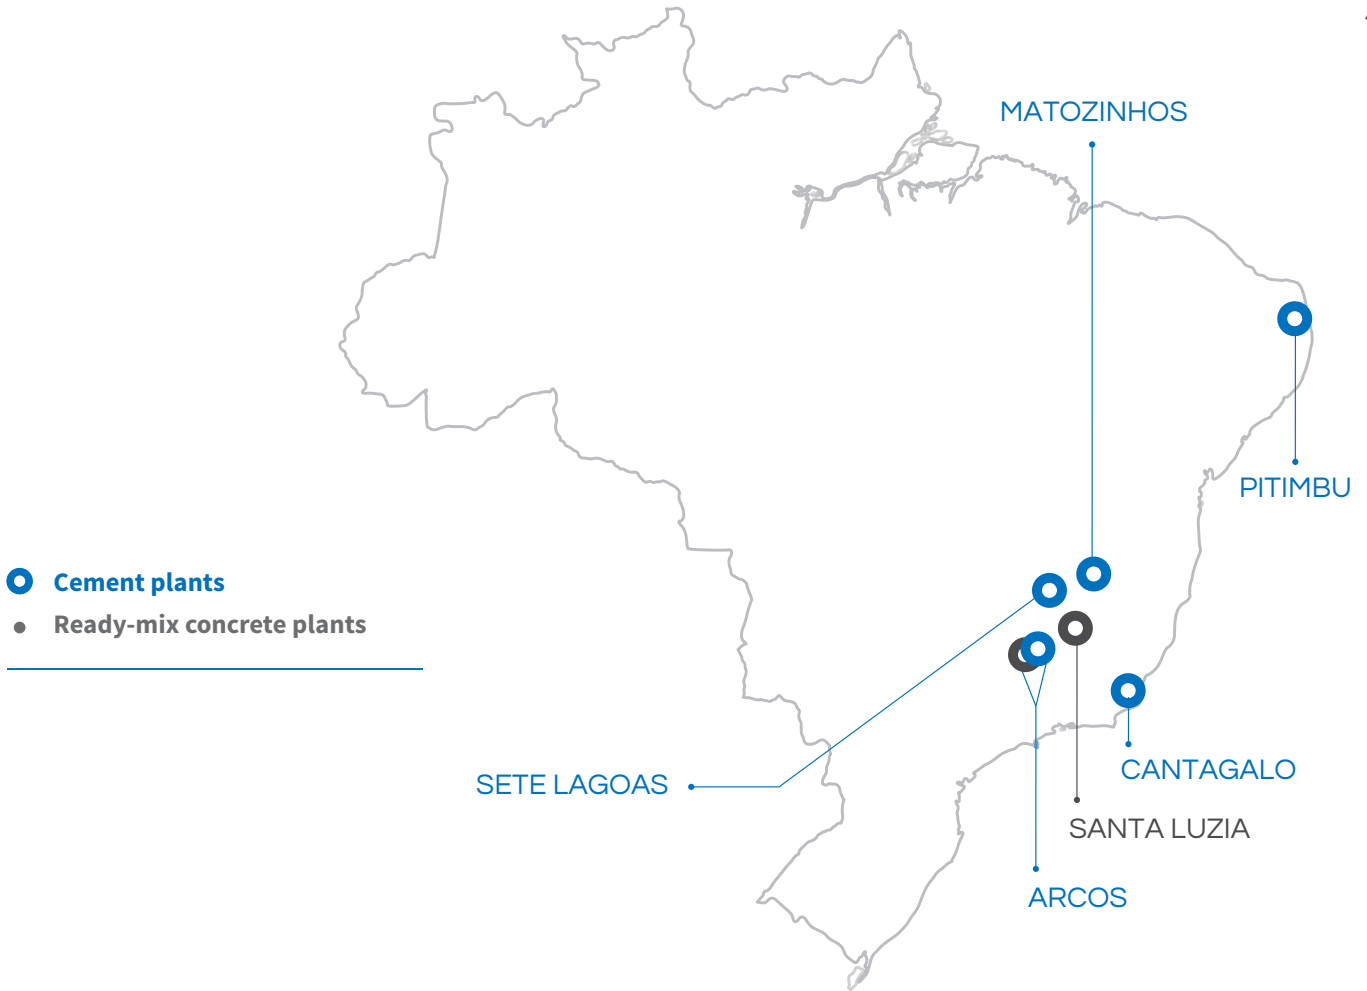 MATOZINHOS
PITIMBU
Cement plants
Ready-mix concrete plants
SETE LAGOAS
CANTAGALO
SANTA LUZIA
ARCOS